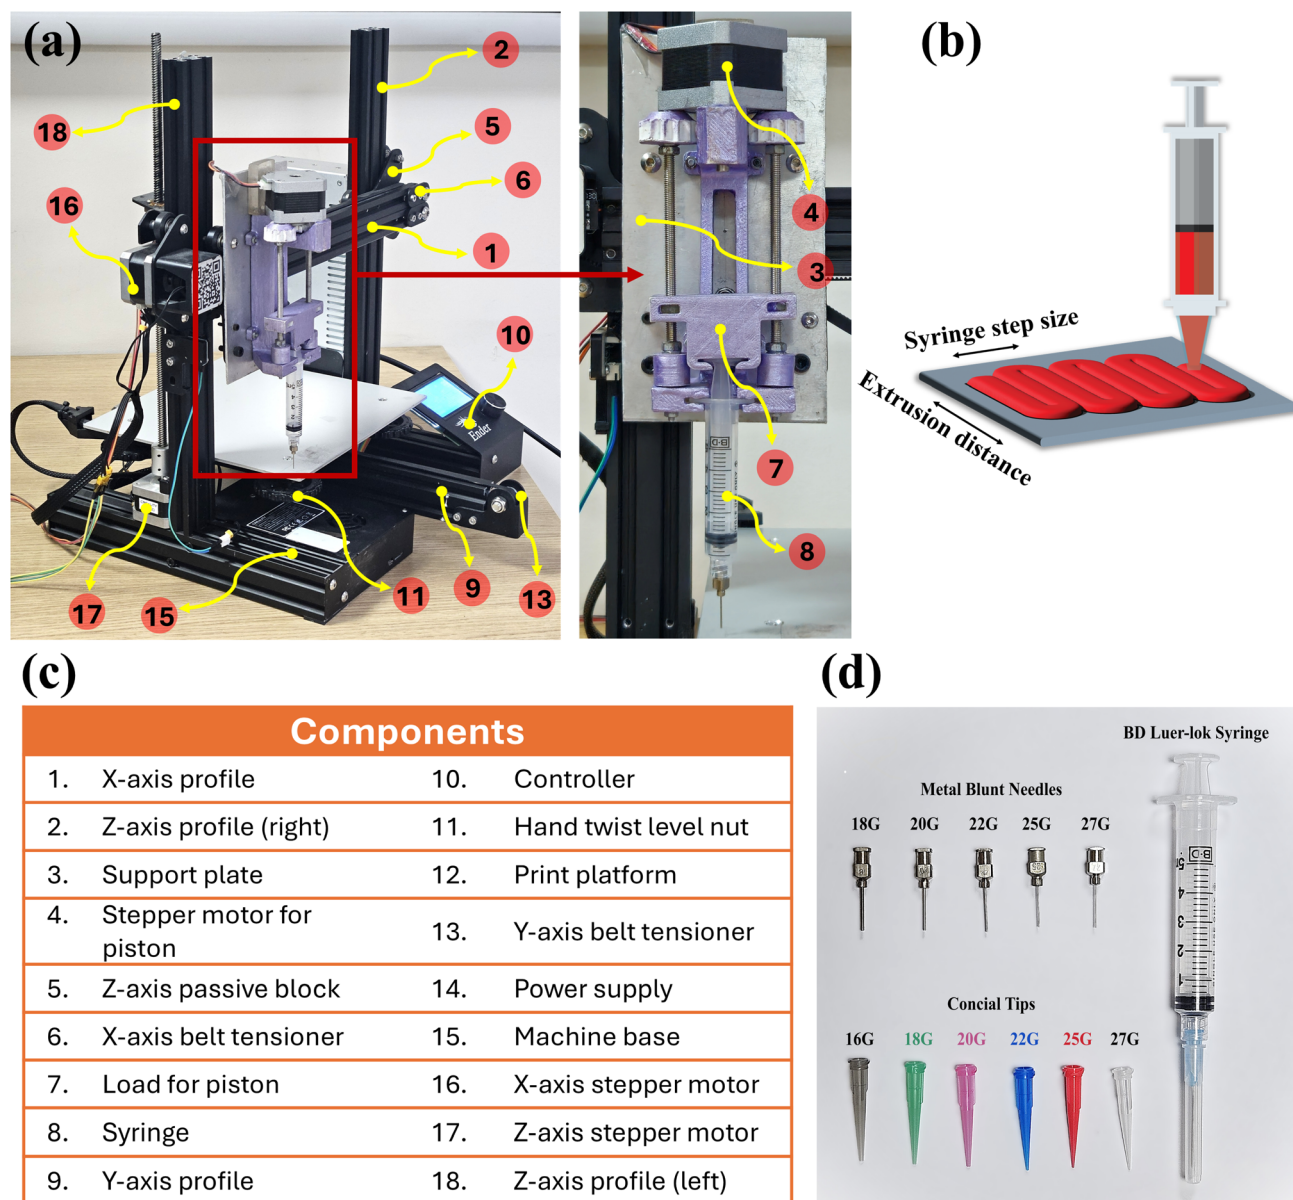 (a)
2
18
5
6
16
1
10
4
3
7
8
Ender
11
9
13
17
15
B-D
(b)
Syringe step size
Extrusion distance
(c)
Components
1. X-axis profile 10. Controller
2. Z-axis profile (right) 11. Hand twist level nut
3. Support plate 12. Print platform
4. Stepper motor for
piston 13. Y-axis belt tensioner
5. Z-axis passive block 14. Power supply
6. X-axis belt tensioner 15. Machine base
7. Load for piston 16. X-axis stepper motor
8. Syringe 17. Z-axis stepper motor
9. Y-axis profile 18. Z-axis profile (left)
(d)
BD Luer-lok Syringe
Metal Blunt Needles
18G 20G 22G 25G 27G
B-D
5
4
3
2
1
Concial Tips
16G 18G 20G 22G 25G 27G